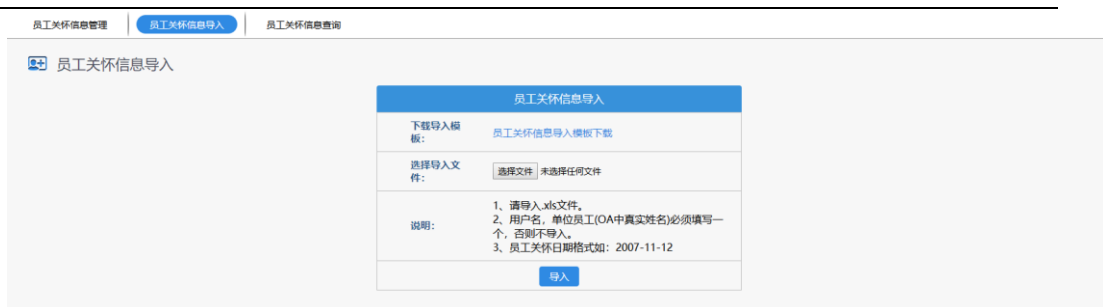 员工关怀信息管理 员工关怀信息导入 员工关怀信息查询
员工关怀信息导入
员工关怀信息导入
下载导入模
板：
员工关怀信息导入模板下载
选择导入文
件：
选择文件 未选择任何文件
说明：
1、请导入.xls文件。
2、用户名，单位员工(OA中真实姓名)必须填写一
个，否则不导入。
3、员工关怀日期格式如：2007-11-12
导入